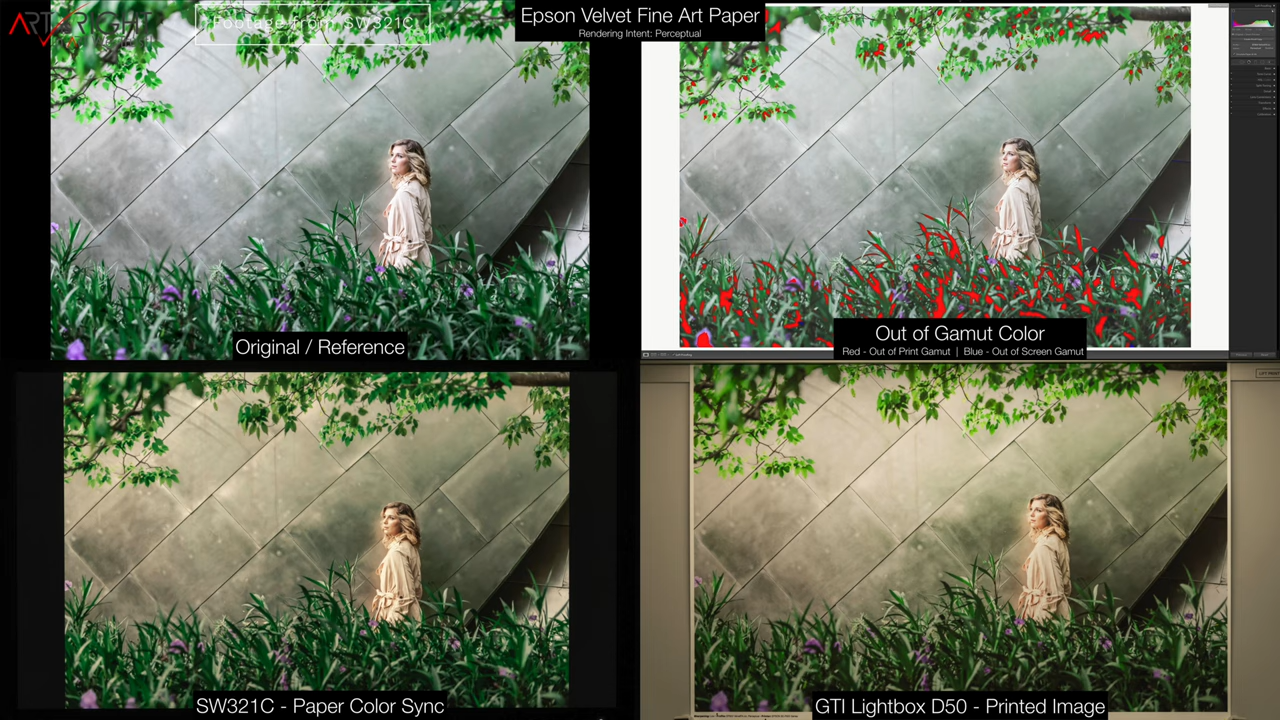 ARTISRIGHT
Footage from SW321C
Epson Velvet Fine Art Paper
Rendering Intent: Perceptual
Original / Reference
Out of Gamut Color
Red - Out of Print Gamut | Blue - Out of Screen Gamut
SW321C - Paper Color Sync
GTI Lightbox D50 - Printed Image